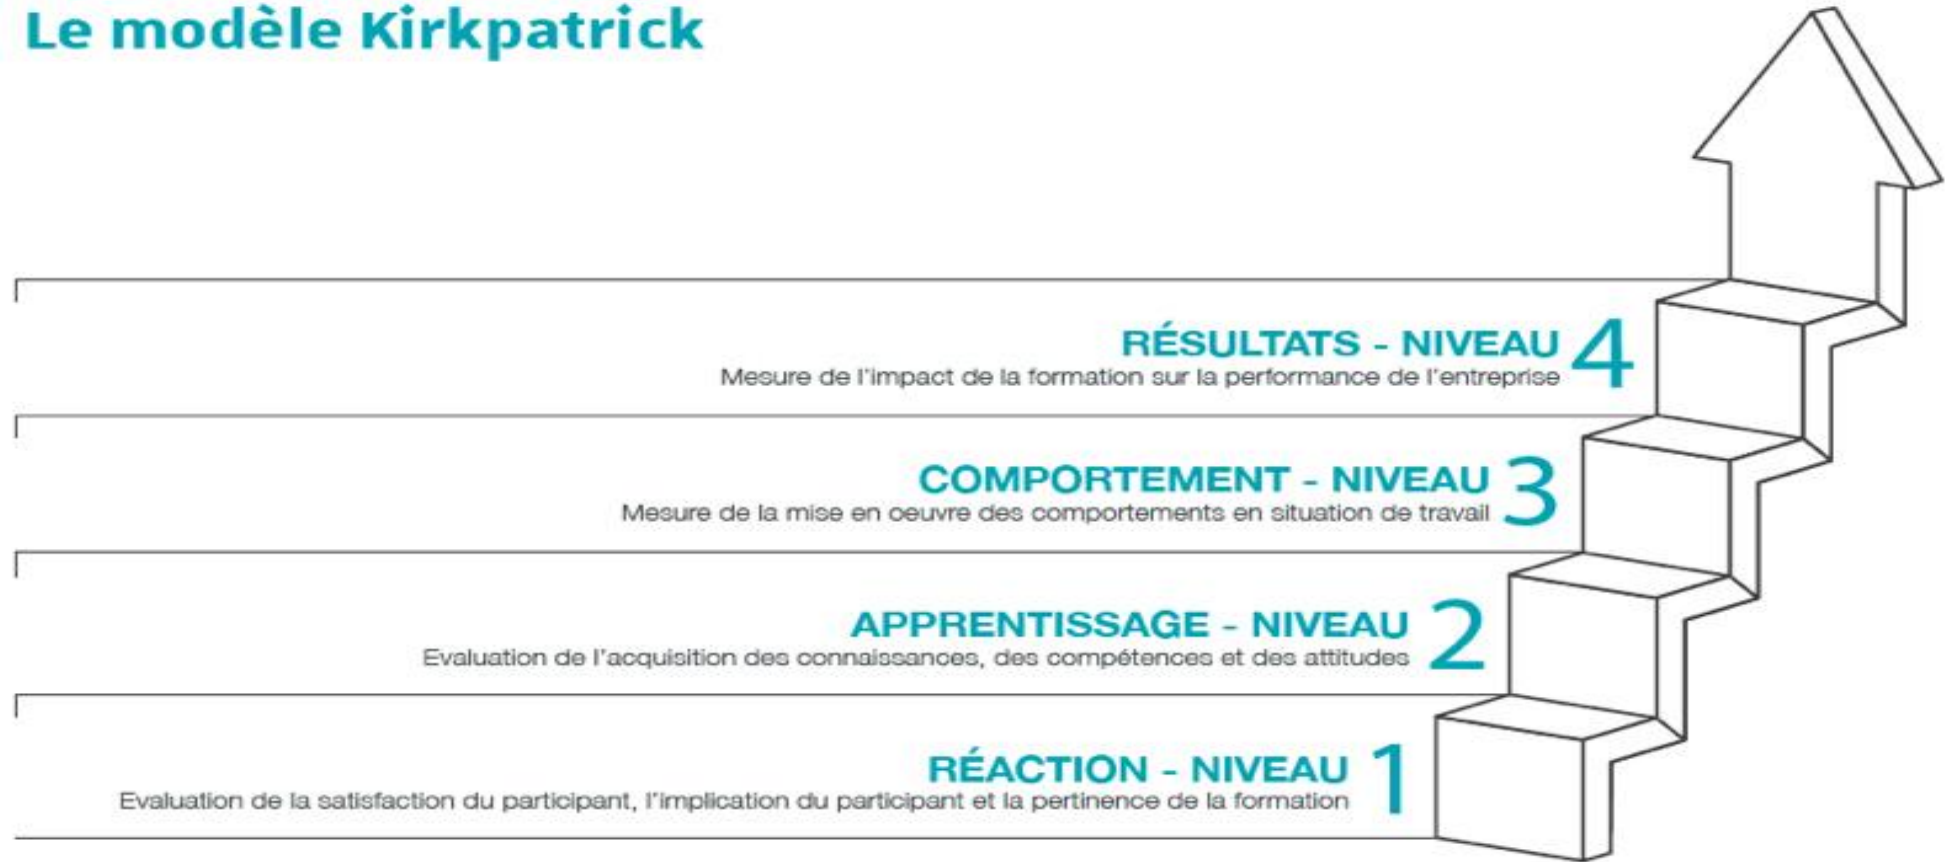 Le modèle Kirkpatrick
RÉSULTATS - NIVEAU 4
Mesure de l'impact de la formation sur la performance de l'entreprise
COMPORTEMENT - NIVEAU 3
Mesure de la mise en oeuvre des comportements en situation de travail
APPRENTISSAGE - NIVEAU 2
Evaluation de l'acquisition des connaissances, des compétences et des attitudes
RÉACTION - NIVEAU 1
Evaluation de la satisfaction du participant, l'implication du participant et la pertinence de la formation